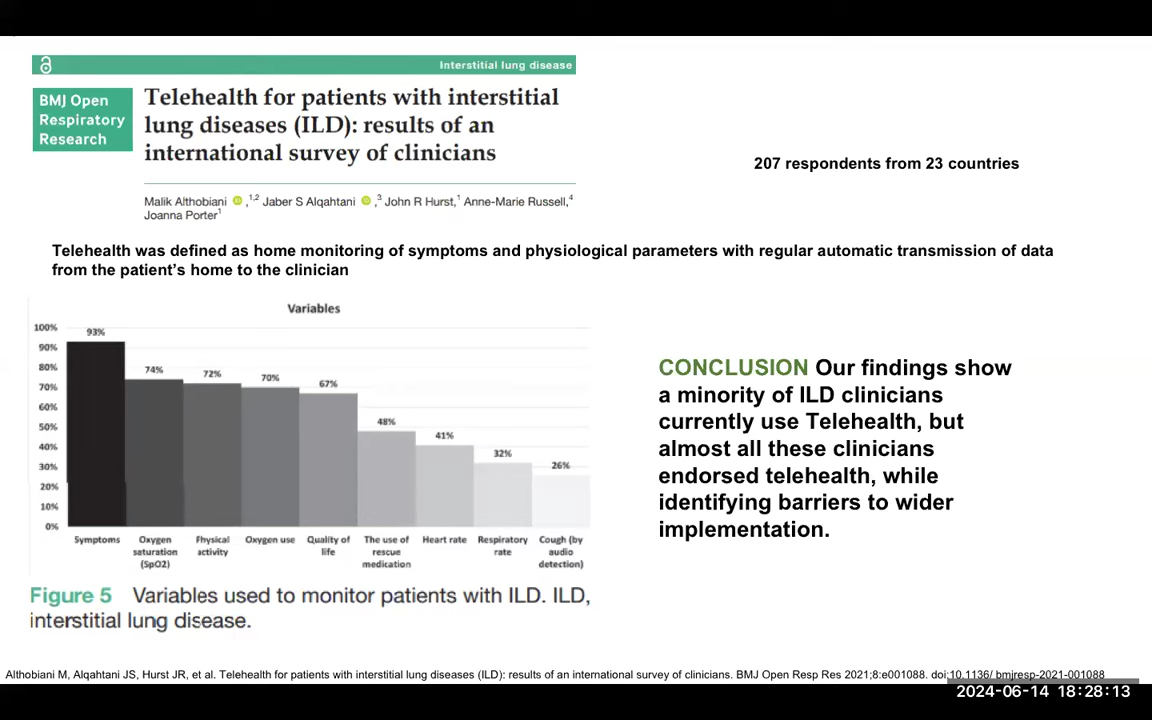 Interstitial lung disease
BMJ Open
Respiratory
Research
Telehealth for patients with interstitial
lung diseases (ILD): results of an
international survey of clinicians
Malik Althobiani ,1,2 Jaber S Alqahtani ,3 John R Hurst,1 Anne-Marie Russell,4
Joanna Porter1
207 respondents from 23 countries
Telehealth was defined as home monitoring of symptoms and physiological parameters with regular automatic transmission of data
from the patient's home to the clinician
Variables
100%
90%
80%
70%
60%
50%
40%
30%
20%
10%
0%
93%
74%
72%
70%
67%
48%
41%
32%
26%
Symptoms
Oxygen
saturation
(SpO2)
Physical
activity
Oxygen use
Quality of
life
The use of
rescue
medication
Heart rate
Respiratory
rate
Cough (by
audio
detection)
Figure 5 Variables used to monitor patients with ILD. ILD,
interstitial lung disease.
CONCLUSION Our findings show
a minority of ILD clinicians
currently use Telehealth, but
almost all these clinicians
endorsed telehealth, while
identifying barriers to wider
implementation.
Althobiani M, Alqahtani JS, Hurst JR, et al. Telehealth for patients with interstitial lung diseases (ILD): results of an international survey of clinicians. BMJ Open Resp Res 2021;8:e001088. doi:10.1136/ bmjresp-2021-001088
2024-06-14 18:28:13